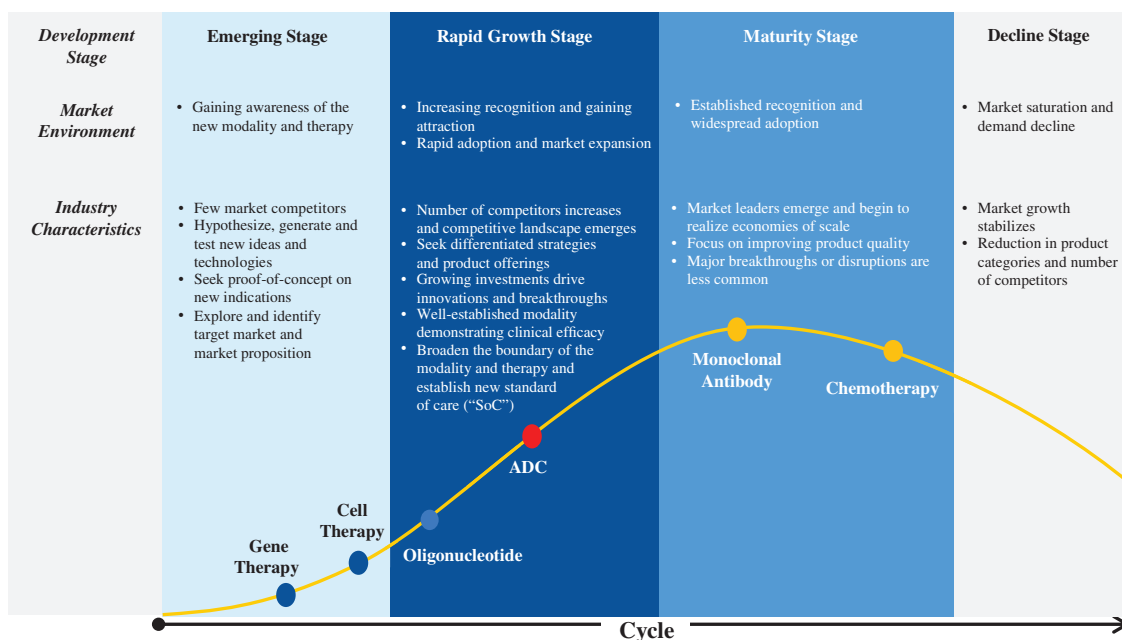 Development
Stage
Emerging Stage
Rapid Growth Stage
Maturity Stage
Decline Stage
Market
Environment
• Gaining awareness of the
new modality and therapy
• Increasing recognition and gaining
attraction
• Rapid adoption and market expansion
• Established recognition and
widespread adoption
• Market saturation and
demand decline
Industry
Characteristics
• Few market competitors
• Hypothesize, generate and
test new ideas and
technologies
• Seek proof-of-concept on
new indications
• Explore and identify
target market and
market proposition
• Number of competitors increases
and competitive landscape emerges
• Seek differentiated strategies
and product offerings
• Growing investments drive
innovations and breakthroughs
• Well-established modality
demonstrating clinical efficacy
• Broaden the boundary of the
modality and therapy and
establish new standard
of care (“SoC”)
• Market leaders emerge and begin to
realize economies of scale
• Focus on improving product quality
• Major breakthroughs or disruptions are
less common
• Market growth
stabilizes
• Reduction in product
categories and number
of competitors
Gene
Therapy
Cell
Therapy
Oligonucleotide
ADC
Monoclonal
Antibody
Chemotherapy
Cycle